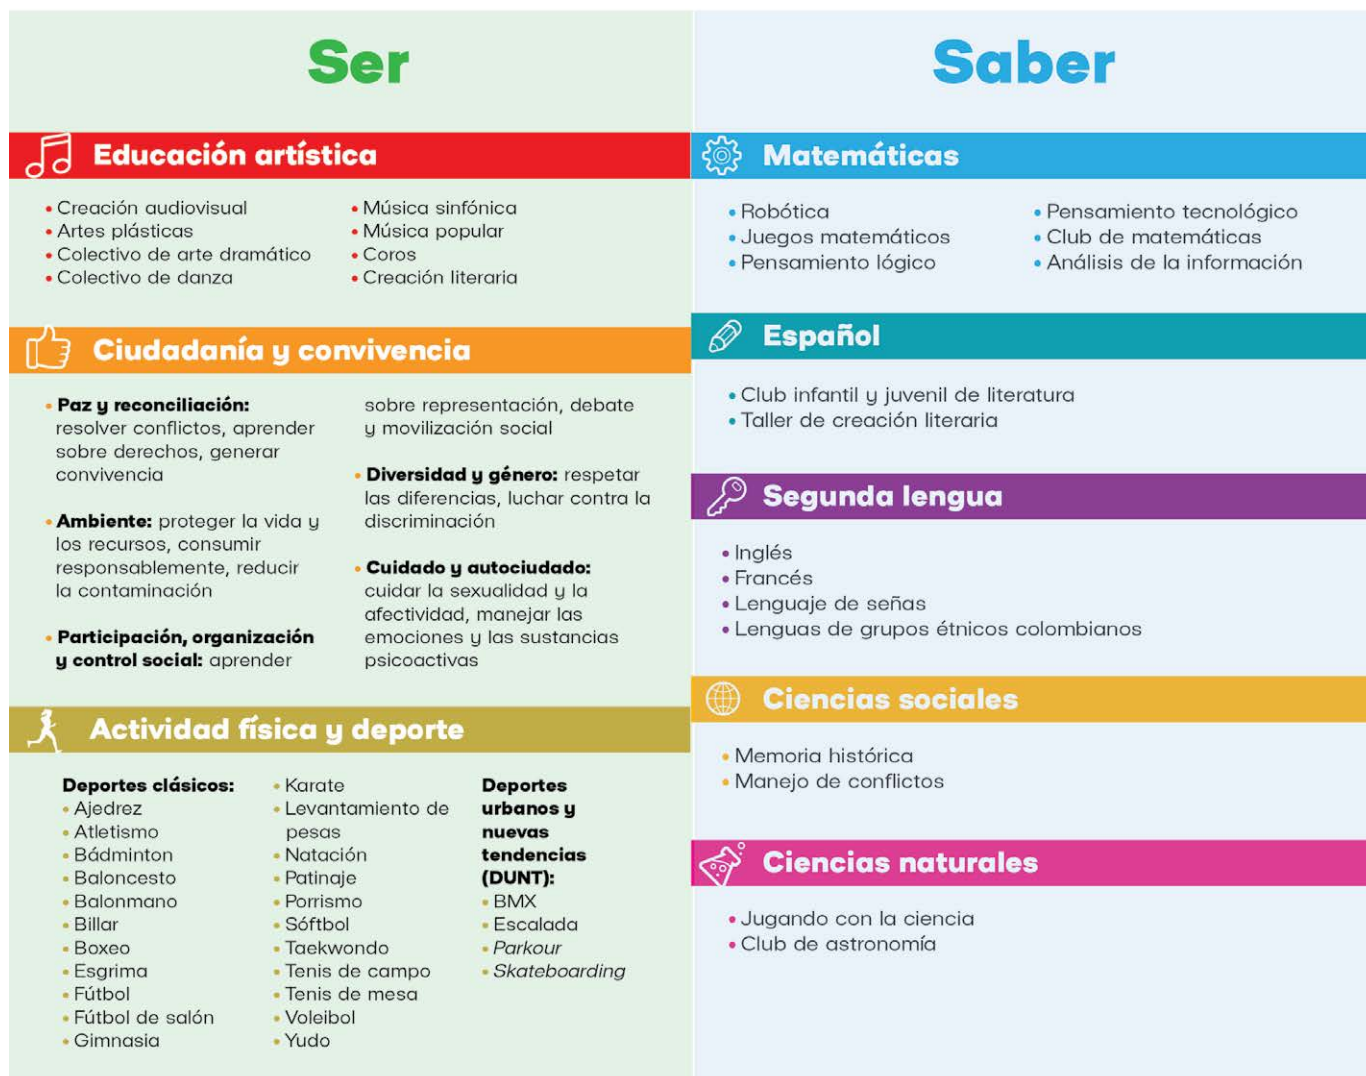 Ser
Educación artística
Creación audiovisual
Artes plásticas
Colectivo de arte dramático
Colectivo de danza
Música sinfónica
Música popular
Coros
Creación literaria
Ciudadanía y convivencia
Paz y reconciliación:
resolver conflictos, aprender
sobre derechos, generar
convivencia
Ambiente: proteger la vida y
los recursos, consumir
responsablemente, reducir
la contaminación
Participación, organización
y control social: aprender
sobre representación, debate
y movilización social
Diversidad y género: respetar
las diferencias, luchar contra la
discriminación
Cuidado y autociudado:
cuidar la sexualidad y la
afectividad, manejar las
emociones y las sustancias
psicoactivas
Actividad física y deporte
Deportes clásicos:
Ajedrez
Atletismo
Bádminton
Baloncesto
Balonmano
Billar
Boxeo
Esgrima
Fútbol
Fútbol de salón
Gimnasia
Karate
Levantamiento de
pesas
Natación
Patinaje
Porrismo
Sóftbol
Taekwondo
Tenis de campo
Tenis de mesa
Voleibol
Yudo
Deportes
urbanos y
nuevas
tendencias
(DUNT):
BMX
Escalada
Parkour
Skateboarding
Saber
Matemáticas
Robótica
Juegos matemáticos
Pensamiento lógico
Pensamiento tecnológico
Club de matemáticas
Análisis de la información
Español
Club infantil y juvenil de literatura
Taller de creación literaria
Segunda lengua
Inglés
Francés
Lenguaje de señas
Lenguas de grupos étnicos colombianos
Ciencias sociales
Memoria histórica
Manejo de conflictos
Ciencias naturales
Jugando con la ciencia
Club de astronomía